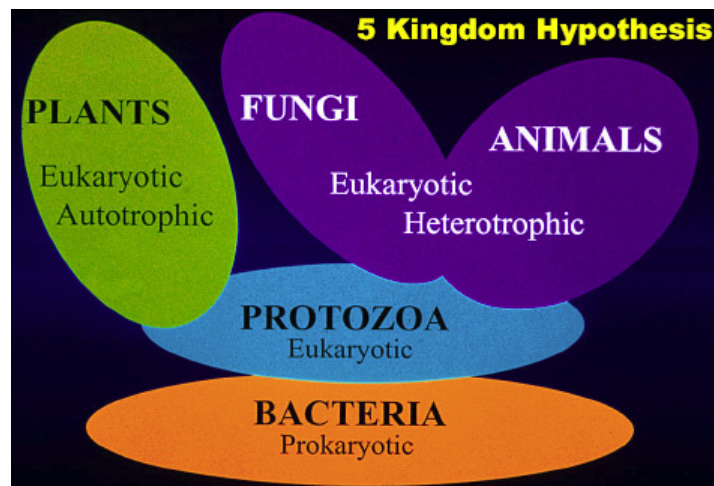 5 Kingdom Hypothesis
PLANTS
Eukaryotic
Autotrophic
FUNGI
ANIMALS
Eukaryotic
Heterotrophic
PROTOZOA
Eukaryotic
BACTERIA
Prokaryotic